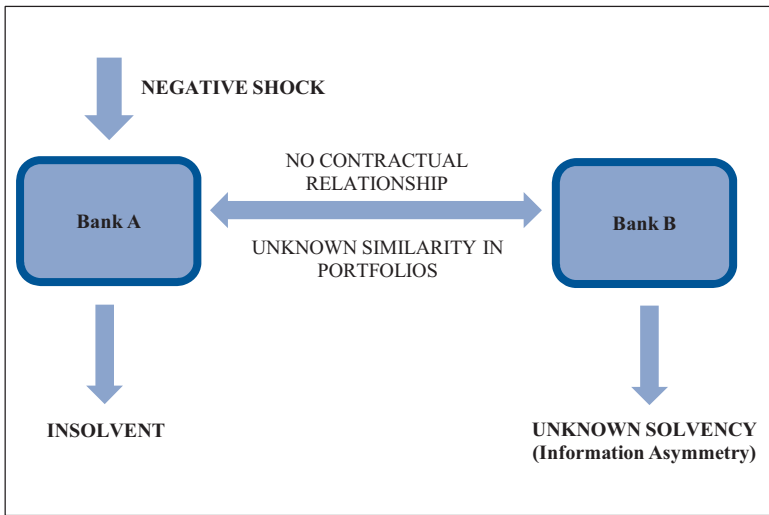 NEGATIVE SHOCK
NO CONTRACTUAL
RELATIONSHIP
Bank A
Bank B
UNKNOWN SIMILARITY IN
PORTFOLIOS
INSOLVENT
UNKNOWN SOLVENCY
(Information Asymmetry)